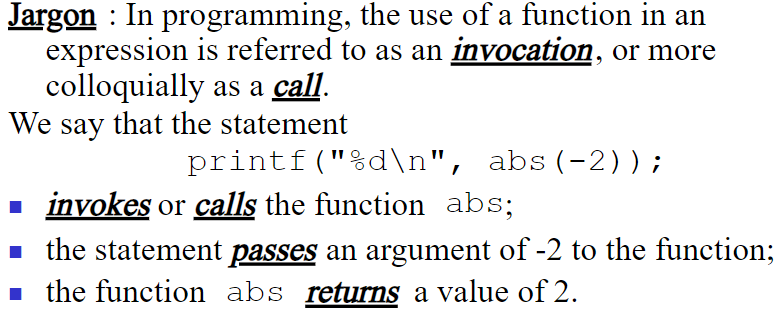 Jargon : In programming, the use of a function in an
expression is referred to as an invocation, or more
colloquially as a call.
We say that the statement
printf("%d\n", abs(-2));
invokes or calls the function abs;
the statement passes an argument of -2 to the function;
the function abs returns a value of 2.